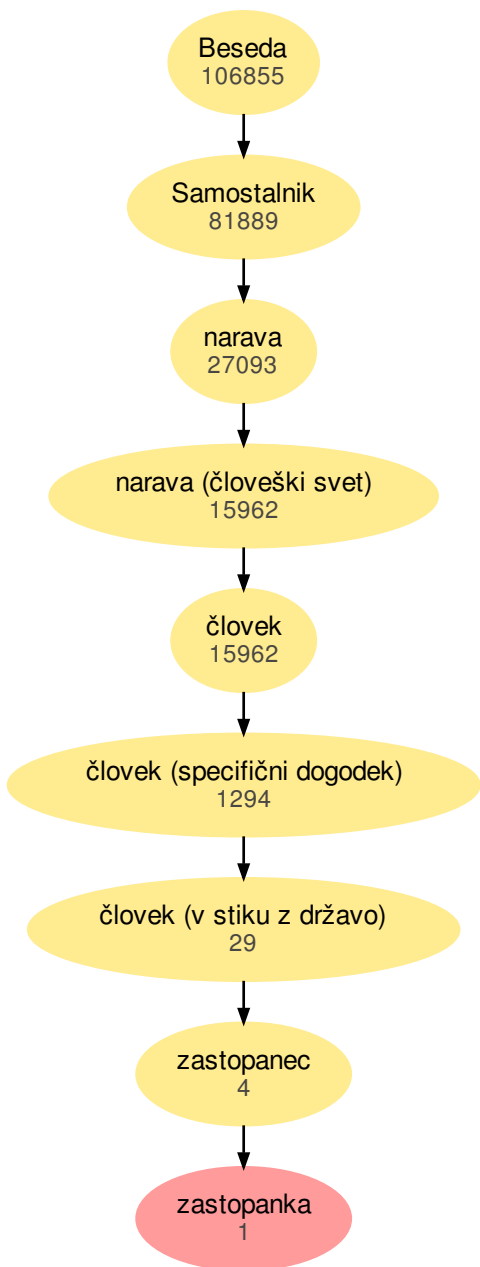 Beseda
106855
Samostalnik
81889
narava
27093
narava (človeški svet)
15962
človek
15962
človek (specifični dogodek)
1294
človek (v stiku z državo)
29
zastopanec
4
zastopanka
1